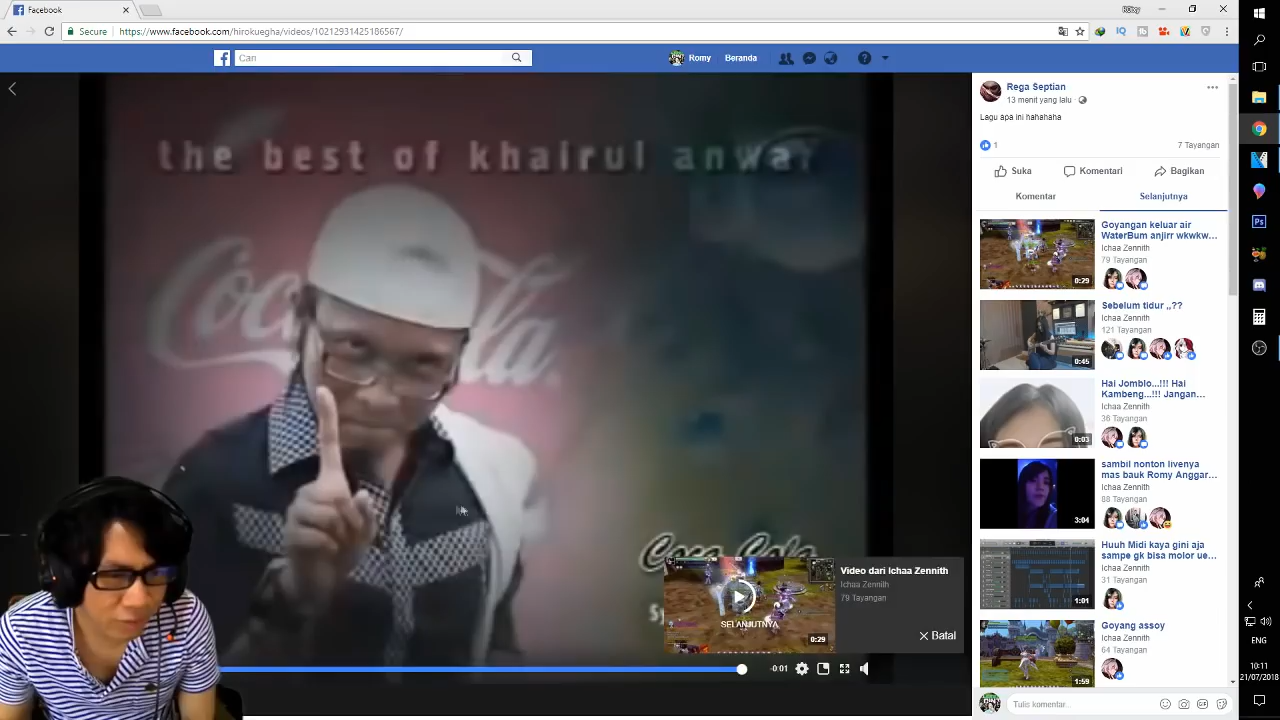 Facebook
ROMy
Secure
https://www.facebook.com/hirokuegha/videos/10212931425186567/
Cari
Romy
Beranda
the best of khairul anwar
Rega Septian
13 menit yang lalu
Lagu apa ini hahahaha
1
7 Tayangan
Suka
Komentari
Bagikan
Komentar
Selanjutnya
Goyangan keluar air
WaterBum anjirr wkwkw...
Ichaa Zennith
79 Tayangan
0:29
Sebelum tidur ,,??
Ichaa Zennith
121 Tayangan
0:45
Hai Jomblo...!!! Hai
Kambeng...!!! Jangan...
Ichaa Zennith
36 Tayangan
0:03
sambil nonton livenya
mas bauk Romy Anggar...
Ichaa Zennith
88 Tayangan
3:04
Huuh Midi kaya gini aja
sampe gk bisa molor ue...
Ichaa Zennith
31 Tayangan
1:01
Goyang assoy
Ichaa Zennith
64 Tayangan
1:59
Video dari Ichaa Zennith
Ichaa Zennith
79 Tayangan
SELANJUTNYA
0:29
Batal
-0:01
Tulis komentar...
ENG
10:11
21/07/2018